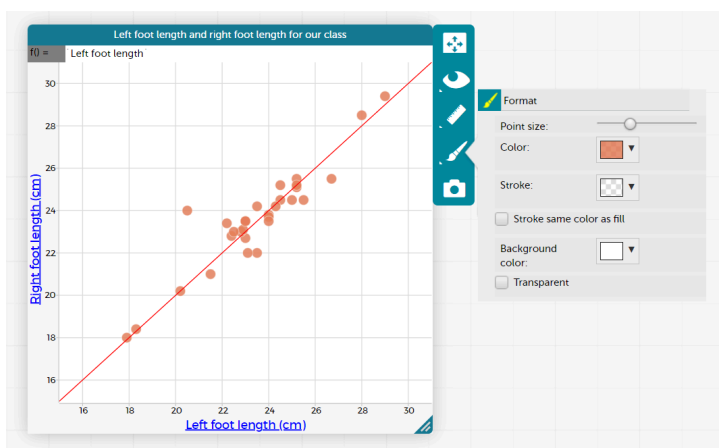 Left foot length and right foot length for our class
f() = Left foot length
30
28
26
24
22
20
18
16
Right foot length (cm)
16 18 20 22 24 26 28 30
Left foot length (cm)
Format
Point size:
Color:
Stroke:
Stroke same color as fill
Background
color:
Transparent